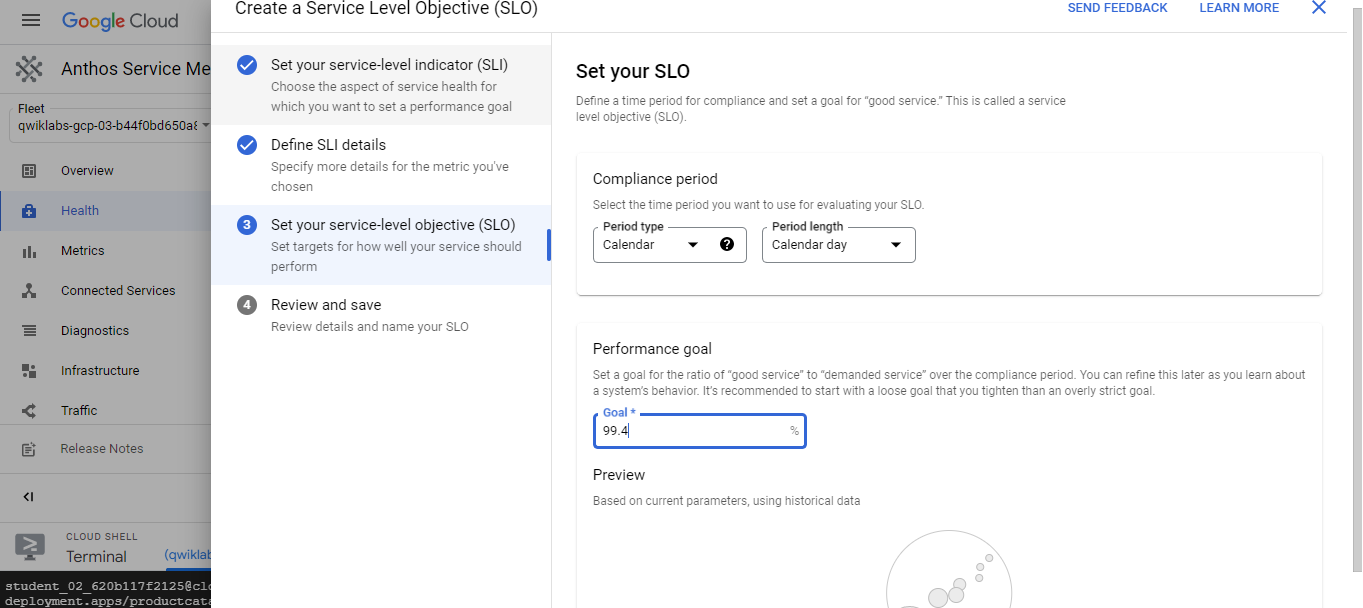 Google Cloud
Create a Service Level Objective (SLO)
SEND FEEDBACK
LEARN MORE
Anthos Service Me
Fleet
qwiklabs-gcp-03-b44f0bd650a8
Overview
Health
Metrics
Connected Services
Diagnostics
Infrastructure
Traffic
Release Notes
CLOUD SHELL
Terminal
(qwiklab
student_02_620b117f2125@clo
deployment.apps/productcata
Set your service-level indicator (SLI)
Choose the aspect of service health for
which you want to set a performance goal
Define SLI details
Specify more details for the metric you've
chosen
3
Set your service-level objective (SLO)
Set targets for how well your service should
perform
4
Review and save
Review details and name your SLO
Set your SLO
Define a time period for compliance and set a goal for “good service.” This is called a service
level objective (SLO).
Compliance period
Select the time period you want to use for evaluating your SLO.
Period type
Calendar
?
Period length
Calendar day
Performance goal
Set a goal for the ratio of “good service” to “demanded service” over the compliance period. You can refine this later as you learn about
a system’s behavior. It’s recommended to start with a loose goal that you tighten than an overly strict goal.
Goal *
99.4
%
Preview
Based on current parameters, using historical data